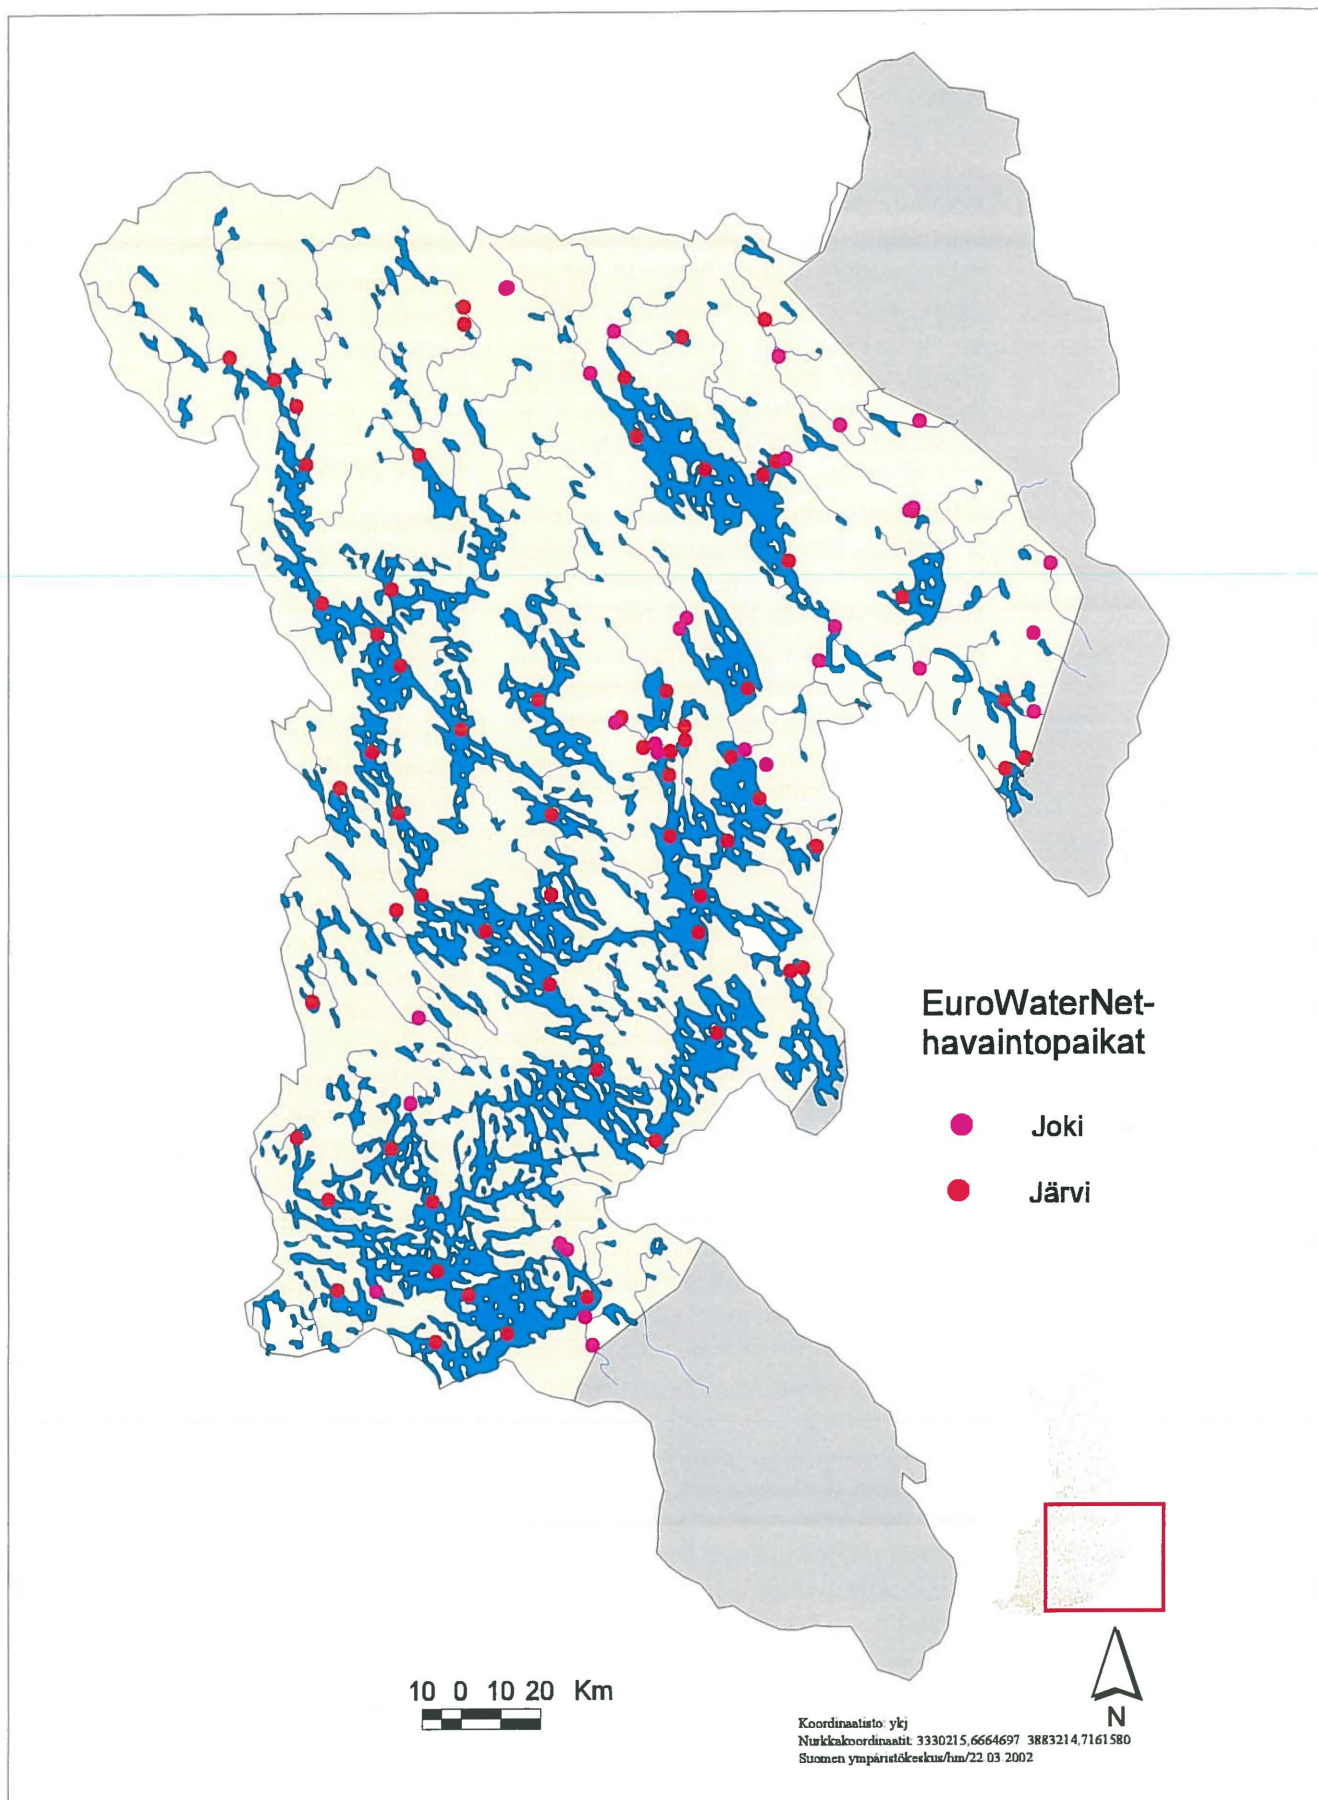 EuroWaterNet-
havaintopaikat
Joki
Järvi
10 0 10 20 Km
N
Koordinaatisto: ykj
Nurkkakoordinaatit: 3330215,6664697 3883214,7161580
Suomen ympäristökeskus/hm/22 03 2002